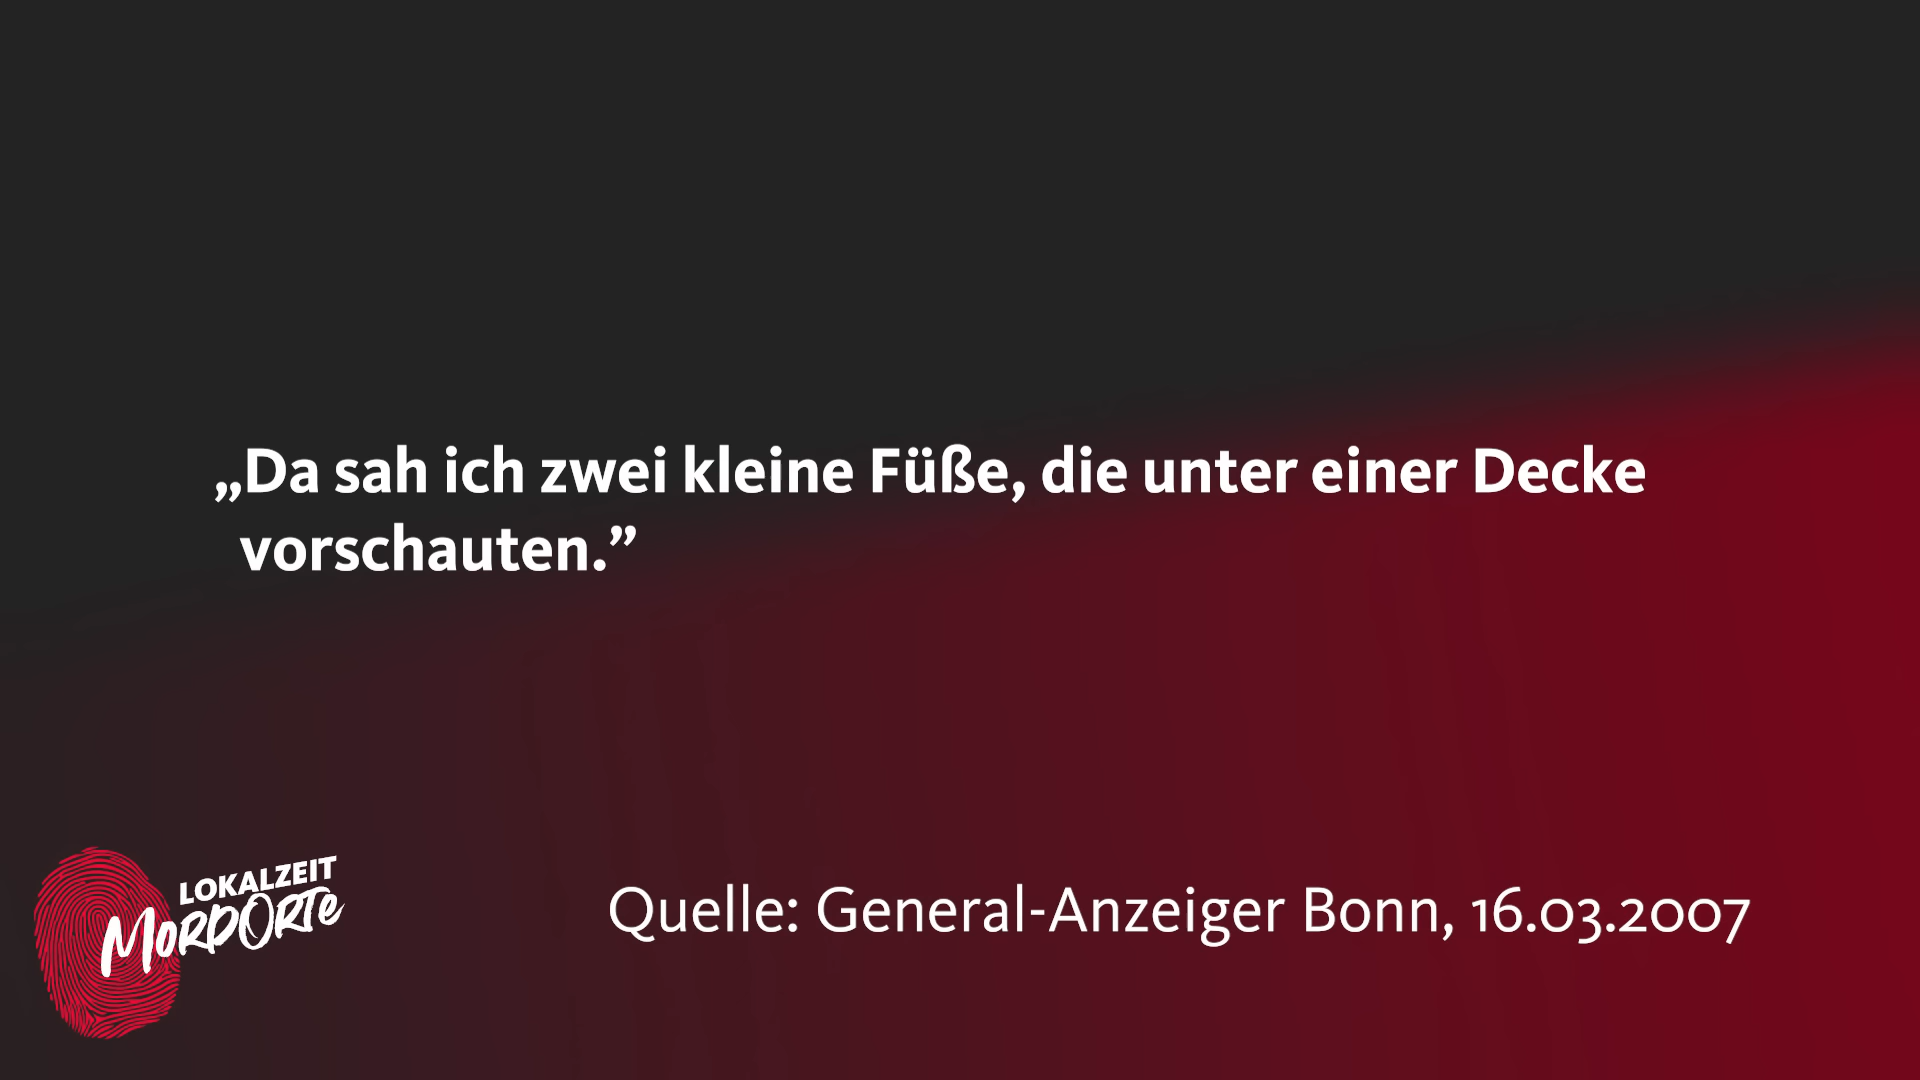 „Da sah ich zwei kleine Füße, die unter einer Decke
vorschauten.”
LOKALZEIT
MORDORTE
Quelle: General-Anzeiger Bonn, 16.03.2007